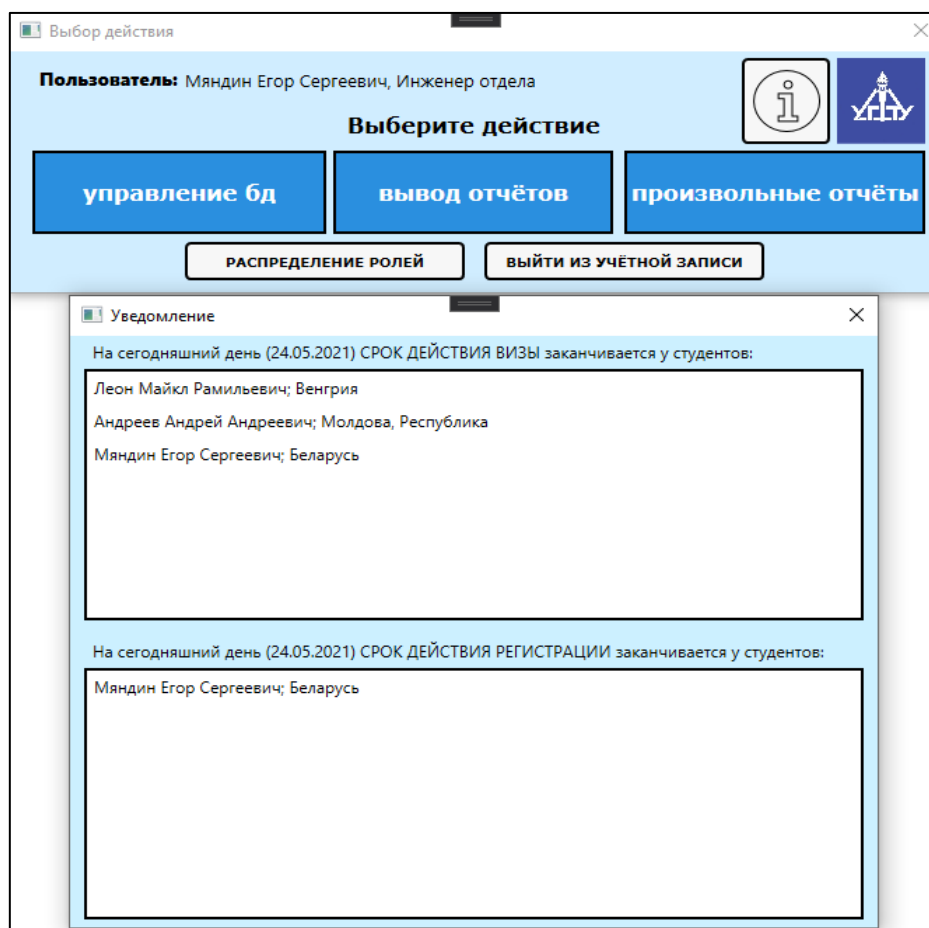 Выбор действия
Пользователь: Мяндин Егор Сергеевич, Инженер отдела
Выберите действие
УГТУ
управление бд
вывод отчётов
произвольные отчёты
РАСПРЕДЕЛЕНИЕ РОЛЕЙ
ВЫЙТИ ИЗ УЧЁТНОЙ ЗАПИСИ
Уведомление
На сегодняшний день (24.05.2021) СРОК ДЕЙСТВИЯ ВИЗЫ заканчивается у студентов:
Леон Майкл Рамильевич; Венгрия
Андреев Андрей Андреевич; Молдова, Республика
Мяндин Егор Сергеевич; Беларусь
На сегодняшний день (24.05.2021) СРОК ДЕЙСТВИЯ РЕГИСТРАЦИИ заканчивается у студентов:
Мяндин Егор Сергеевич; Беларусь